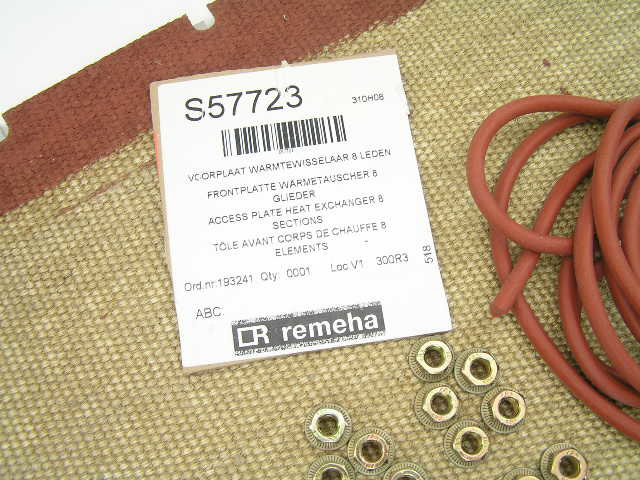 S57723
310H08
VOORPLAAT WARMTEWISSELAAR 8 LEDEN
FRONTPLATTE WÄRMETAUSCHER 8
GLIEDER
ACCESS PLATE HEAT EXCHANGER 8
SECTIONS
TÔLE AVANT CORPS DE CHAUFFE 8
ELEMENTS -
Ord.nr.193241 Qty: 0001 Loc V1 300R3
518
ABC
remeha